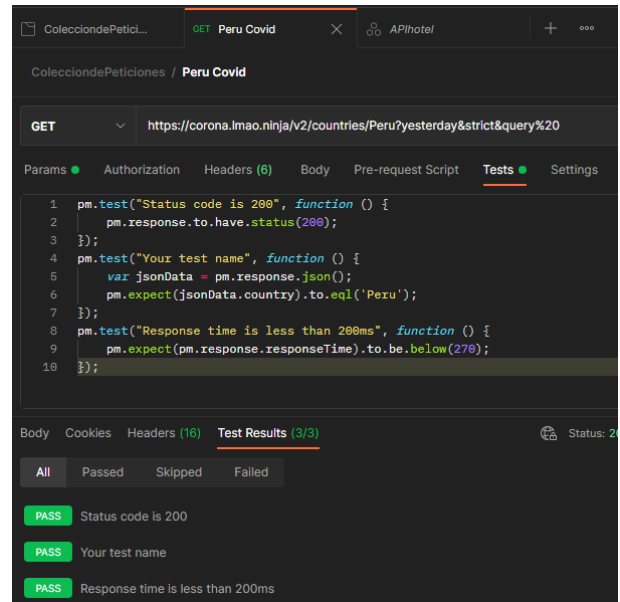 ColecciondePetici... GET Peru Covid APIhotel
ColecciondePeticiones / Peru Covid
GET https://corona.lmao.ninja/v2/countries/Peru?yesterday&strict&query%20
Params Authorization Headers (6) Body Pre-request Script Tests Settings
1 pm.test("Status code is 200", function () {
2 pm.response.to.have.status(200);
3 });
4 pm.test("Your test name", function () {
5 var jsonData = pm.response.json();
6 pm.expect(jsonData.country).to.eql('Peru');
7 });
8 pm.test("Response time is less than 200ms", function () {
9 pm.expect(pm.response.responseTime).to.be.below(270);
10 });
Body Cookies Headers (16) Test Results (3/3) Status: 20
All Passed Skipped Failed
PASS Status code is 200
PASS Your test name
PASS Response time is less than 200ms